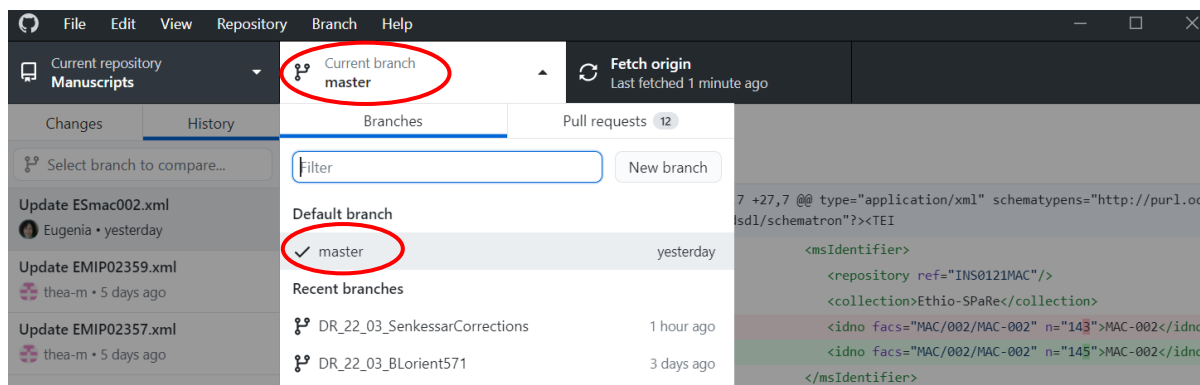 File Edit View Repository Branch Help
Current repository
Manuscripts
Current branch
master
Fetch origin
Last fetched 1 minute ago
Changes History
Branches Pull requests 12
Select branch to compare...
Filter
New branch
Update ESmac002.xml
Eugenia • yesterday
Default branch
master yesterday
Update EMIP02359.xml
thea-m • 5 days ago
Recent branches
DR_22_03_SenkessarCorrections 1 hour ago
Update EMIP02357.xml
thea-m • 5 days ago
DR_22_03_BLorient571 3 days ago
7 +27,7 @@ type="application/xml" schematypens="http://purl.oc
lsdl/schematron"?><TEI
<msIdentifier>
<repository ref="INS0121MAC"/>
<collection>Ethio-SPaRe</collection>
<idno facs="MAC/002/MAC-002" n="143">MAC-002</idno
<idno facs="MAC/002/MAC-002" n="145">MAC-002</idno
</msIdentifier>